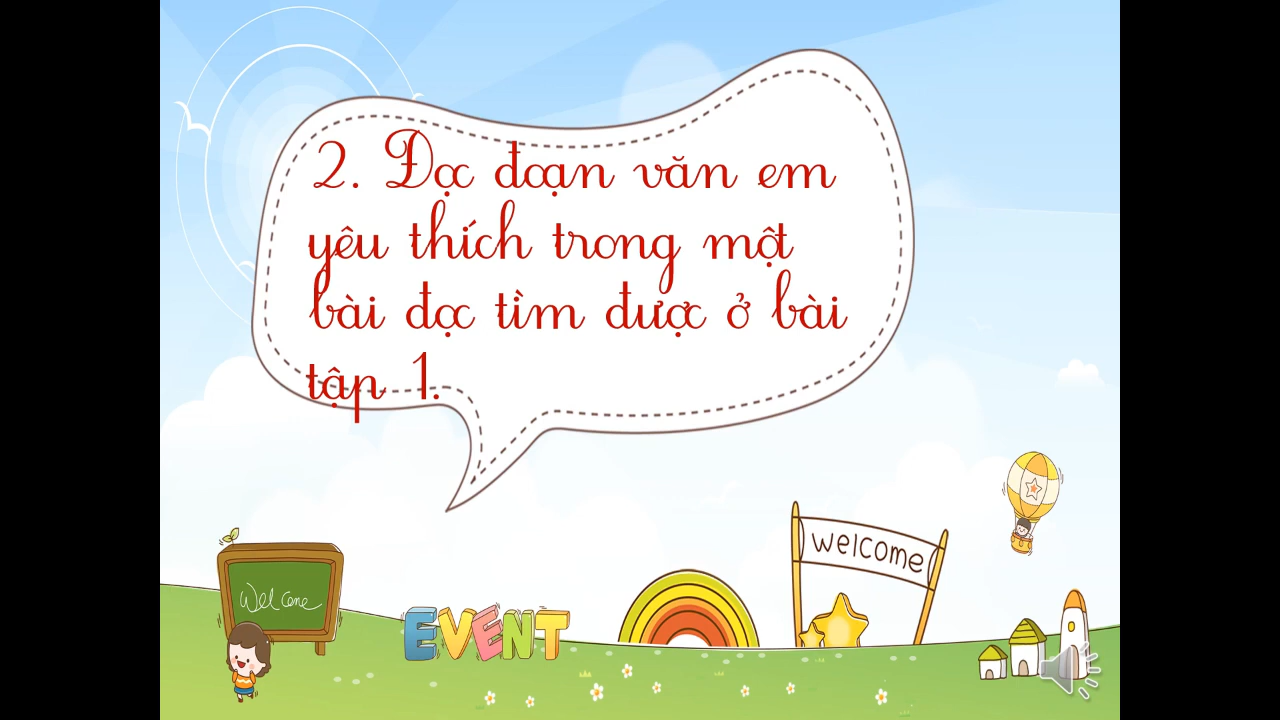 2. Đọc đoạn văn em
yêu thích trong một
bài đọc tìm được ở bài
tập 1.
welcome
Welcome
EVENT